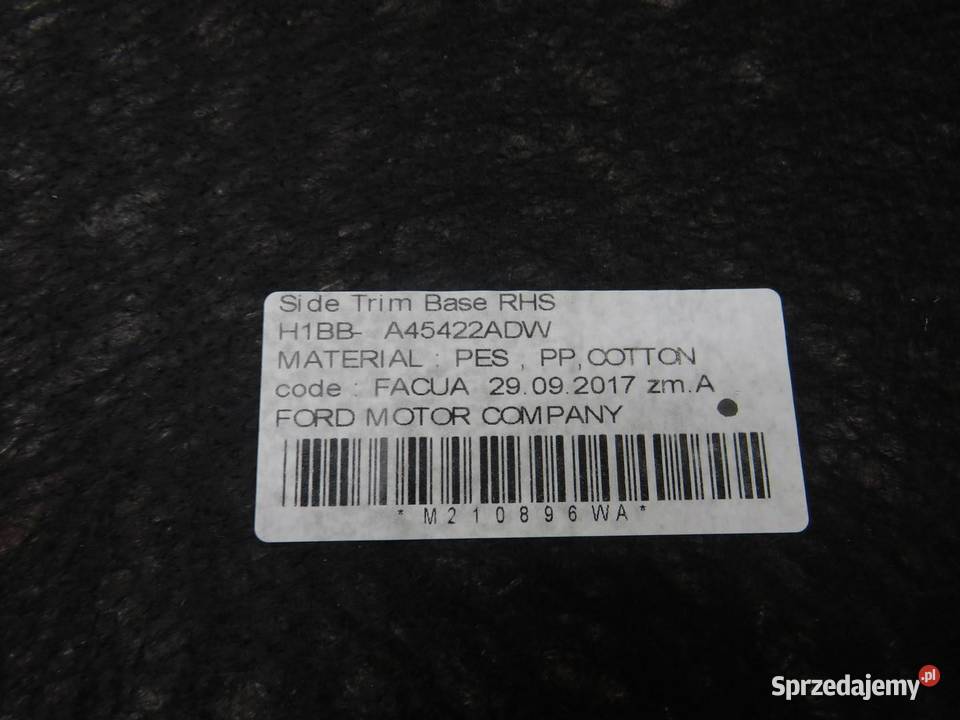 Side Trim Base RHS
H1BB- A45422ADW
MATERIAL : PES , PP,COTTON
code : FACUA 29.09.2017 zm.A
FORD MOTOR COMPANY
*M210896WA*
Sprzedajemy.pl